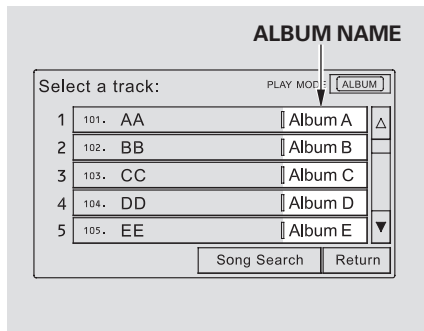 ALBUM NAME
Select a track: PLAY MODE ALBUM
1 101. AA Album A
2 102. BB Album B
3 103. CC Album C
4 104. DD Album D
5 105. EE Album E
Song Search Return